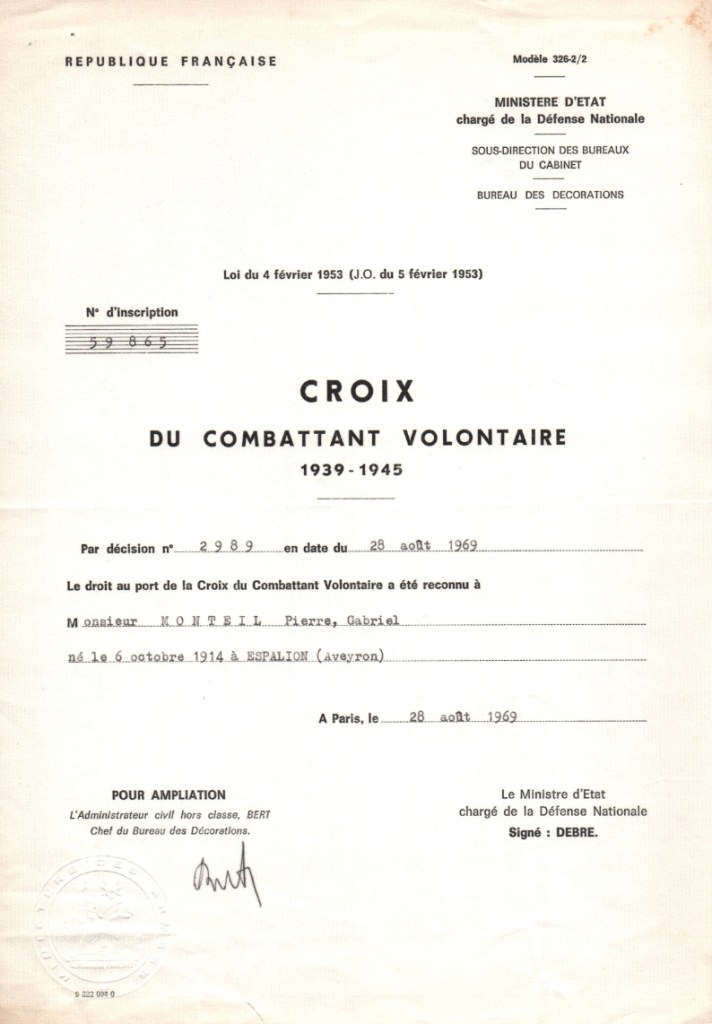 REPUBLIQUE FRANÇAISE
Modèle 326-2/2
MINISTERE D'ETAT
chargé de la Défense Nationale
SOUS-DIRECTION DES BUREAUX
DU CABINET
BUREAU DES DECORATIONS
Loi du 4 février 1953 (J.O. du 5 février 1953)
N° d'inscription
59 865
CROIX
DU COMBATTANT VOLONTAIRE
1939-1945
Par décision n° 2989 en date du 28 août 1969
Le droit au port de la Croix du Combattant Volontaire a été reconnu à
Monsieur MONTEIL Pierre, Gabriel
né le 6 octobre 1914 à ESPALION (Aveyron)
A Paris, le 28 août 1969
POUR AMPLIATION
L'Administrateur civil hors classe, BERT
Chef du Bureau des Décorations.
Le Ministre d'Etat
chargé de la Défense Nationale
Signé : DEBRE.